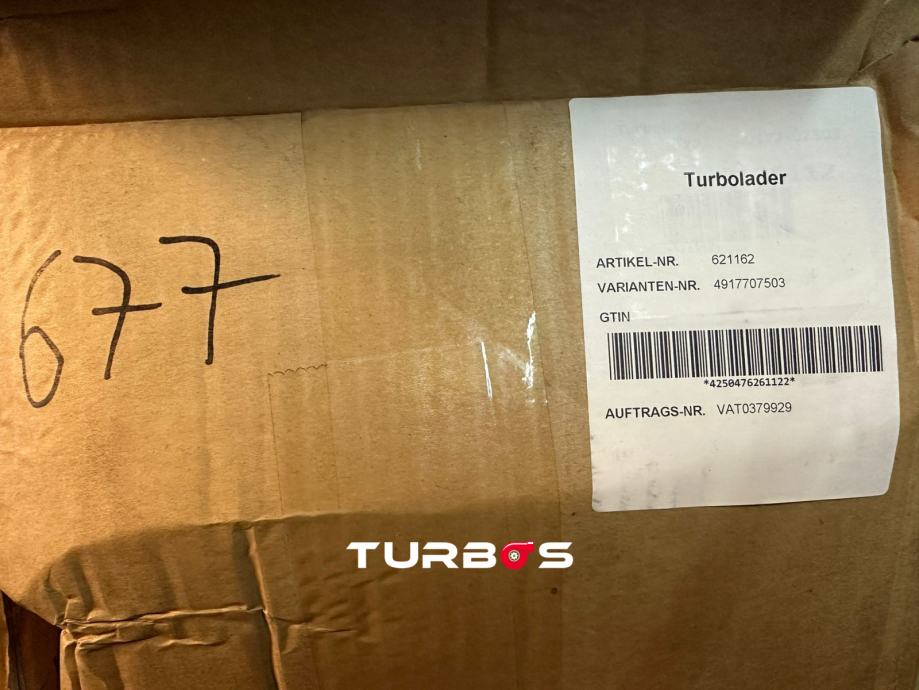 677
Turbolader
ARTIKEL-NR. 621162
VARIANTEN-NR. 4917707503
GTIN
*4250476261122*
AUFTRAGS-NR. VAT0379929
TURBOS